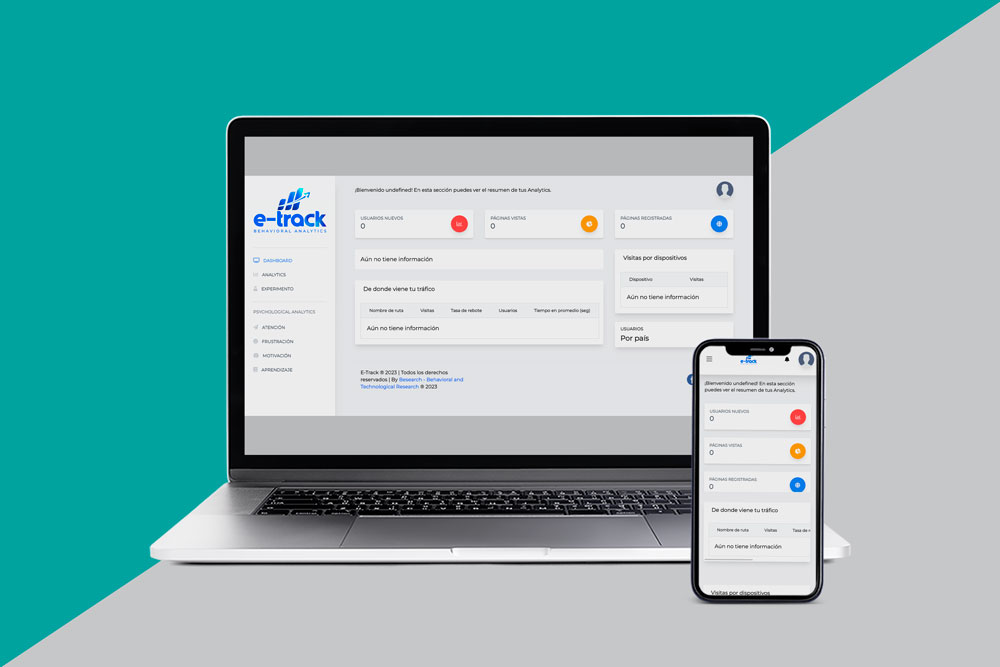 e-track
BEHAVIORAL ANALYTICS
DASHBOARD
ANALYTICS
EXPERIMENTO
PSYCHOLOGICAL ANALYTICS
ATENCIÓN
FRUSTRACIÓN
MOTIVACIÓN
APRENDIZAJE
¡Bienvenido undefined! En esta sección puedes ver el resumen de tus Analytics.
USUARIOS NUEVOS
0
PÁGINAS VISTAS
0
PÁGINAS REGISTRADAS
0
Aún no tiene información
De donde viene tu tráfico
Nombre de ruta Visitas Tasa de rebote Usuarios Tiempo en promedio (seg)
Aún no tiene información
Visitas por dispositivos
Dispositivo Visitas
Aún no tiene información
USUARIOS
Por país
E-Track ® 2023 | Todos los derechos
reservados | By Research - Behavioral and
Technological Research ® 2023
e-track
¡Bienvenido undefined! En esta sección
puedes ver el resumen de tus Analytics.
USUARIOS NUEVOS
0
PÁGINAS VISTAS
0
PÁGINAS REGISTRADAS
0
De donde viene tu tráfico
Nombre de ruta Visitas Tasa de r
Aún no tiene información
Visitas por dispositivos